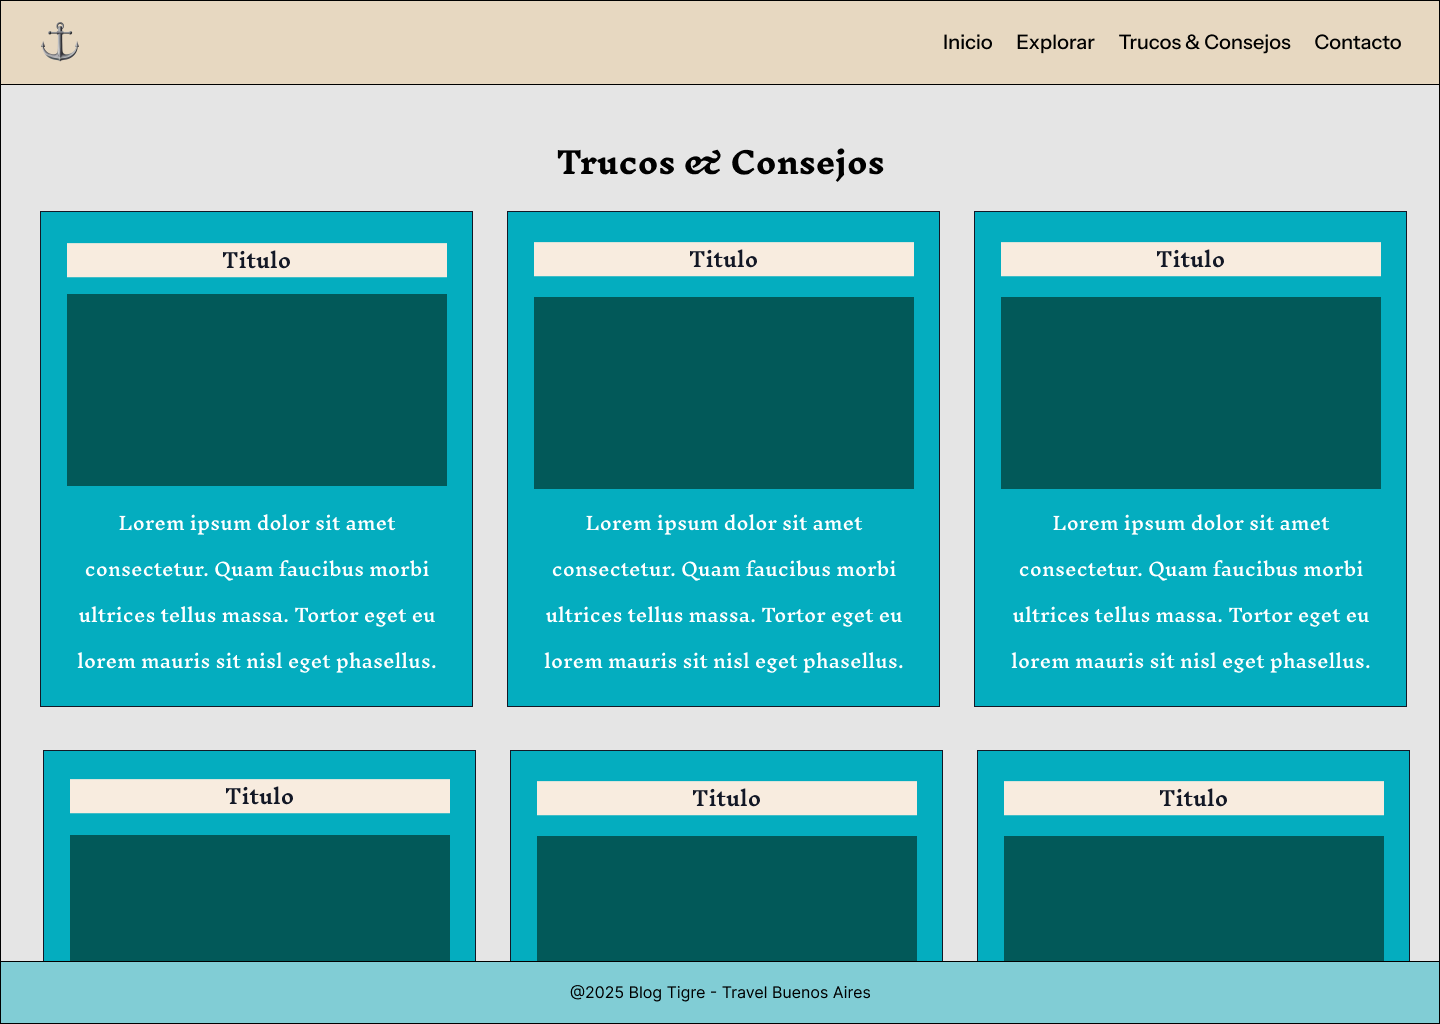 Inicio Explorar Trucos & Consejos Contacto
Trucos & Consejos
Titulo
Lorem ipsum dolor sit amet
consectetur. Quam faucibus morbi
ultrices tellus massa. Tortor eget eu
lorem mauris sit nisl eget phasellus.
Titulo
Lorem ipsum dolor sit amet
consectetur. Quam faucibus morbi
ultrices tellus massa. Tortor eget eu
lorem mauris sit nisl eget phasellus.
Titulo
Lorem ipsum dolor sit amet
consectetur. Quam faucibus morbi
ultrices tellus massa. Tortor eget eu
lorem mauris sit nisl eget phasellus.
Titulo
Titulo
Titulo
@2025 Blog Tigre - Travel Buenos Aires